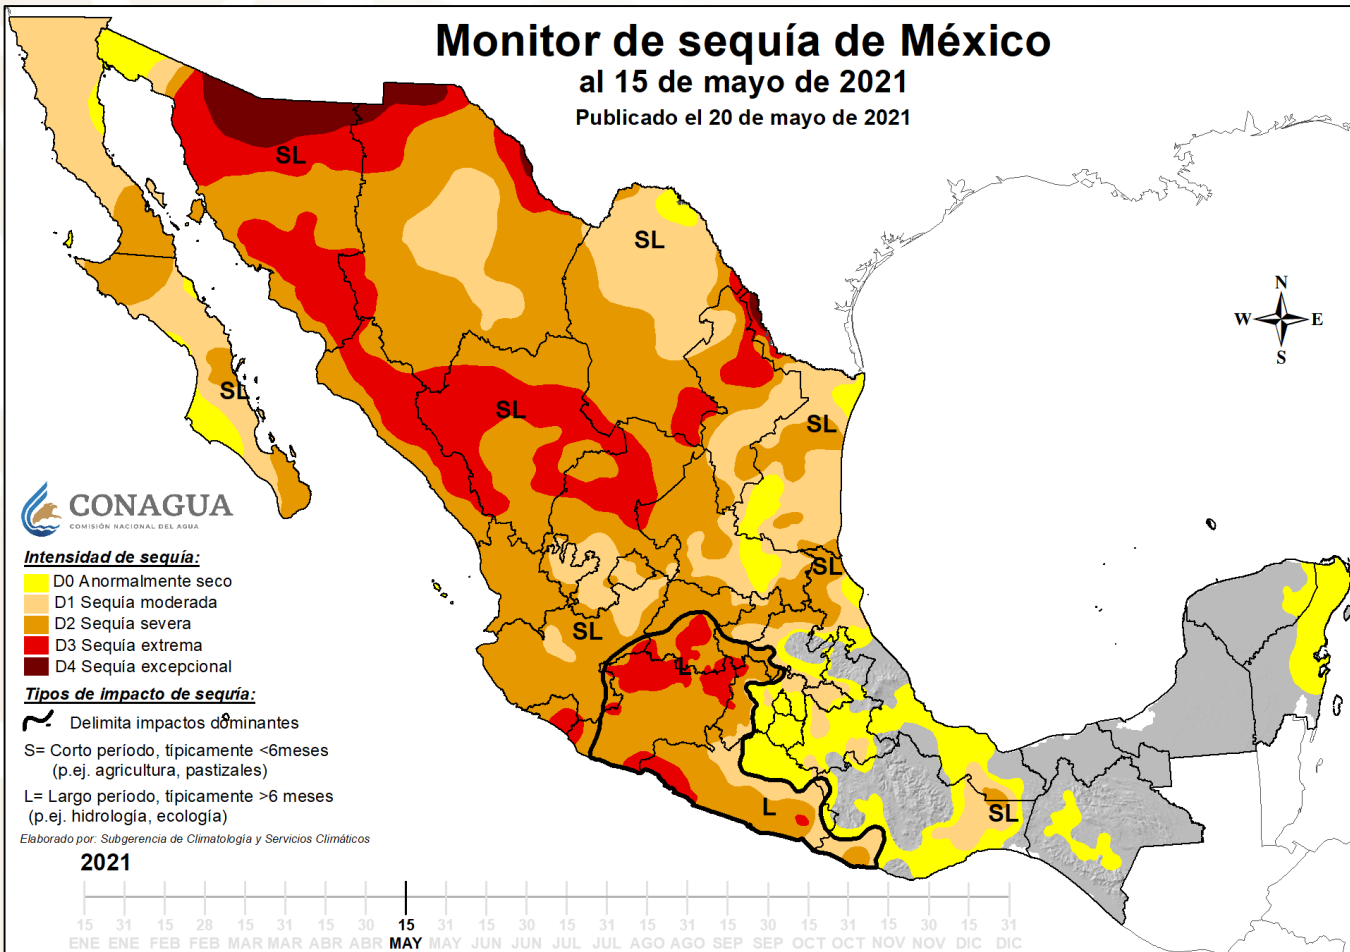 Monitor de sequía de México
al 15 de mayo de 2021
Publicado el 20 de mayo de 2021
SL
SL
SL
SL
SL
SL
SL
SL
L
L
SL
N
W E
S
CONAGUA
COMISIÓN NACIONAL DEL AGUA
Intensidad de sequía:
D0 Anormalmente seco
D1 Sequía moderada
D2 Sequía severa
D3 Sequía extrema
D4 Sequía excepcional
Tipos de impacto de sequía:
Delimita impactos dominantes
S= Corto período, típicamente <6meses
(p.ej. agricultura, pastizales)
L= Largo período, típicamente >6 meses
(p.ej. hidrología, ecología)
Elaborado por: Subgerencia de Climatología y Servicios Climáticos
2021
15 31 15 28 15 31 15 30 15 31 15 30 15 31 15 31 15 30 15 31 15 30 15 31
ENE ENE FEB FEB MAR MAR ABR ABR MAY MAY JUN JUN JUL JUL AGO AGO SEP SEP OCT OCT NOV NOV DIC DIC